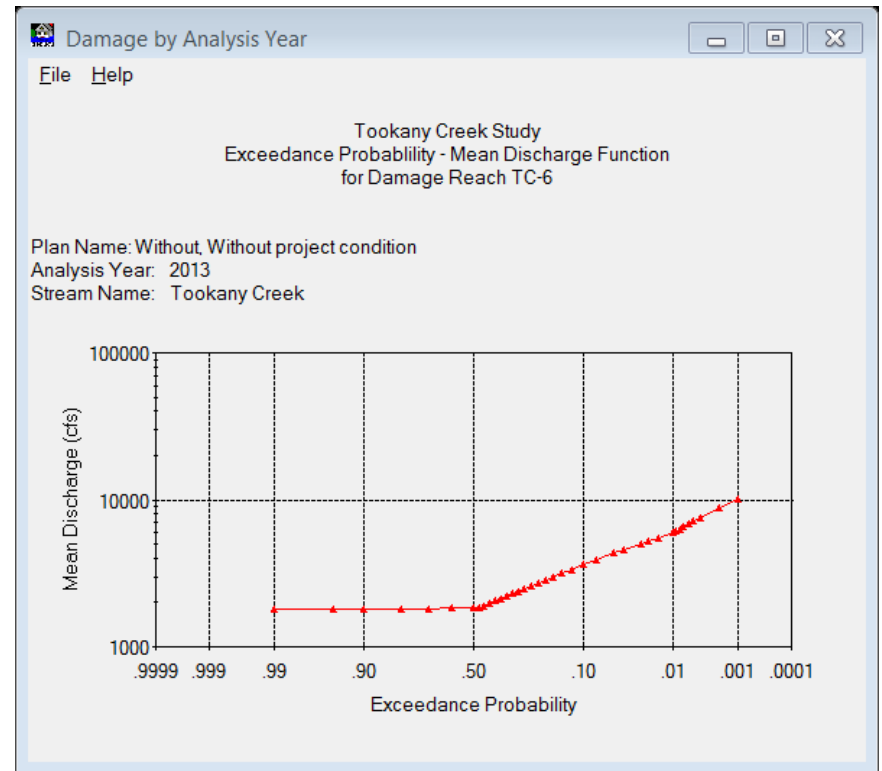 Damage by Analysis Year
File Help
Tookany Creek Study
Exceedance Probablility - Mean Discharge Function
for Damage Reach TC-6
Plan Name: Without, Without project condition
Analysis Year: 2013
Stream Name: Tookany Creek
100000
10000
1000
Mean Discharge (cfs)
.9999 .999 .99 .90 .50 .10 .01 .001 .0001
Exceedance Probability